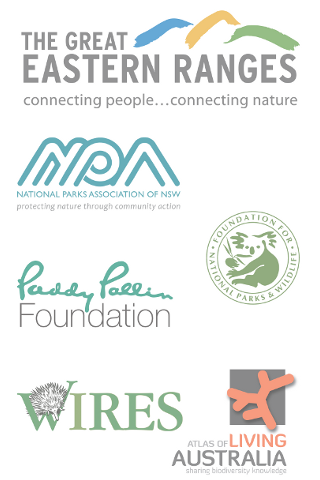 THE GREAT
EASTERN RANGES
connecting people...connecting nature
NPA
NATIONAL PARKS ASSOCIATION OF NSW
protecting nature through community action
FOUNDATION FOR
NATIONAL PARKS & WILDLIFE
Paddy Pallin
Foundation
WIRES
ATLAS OF LIVING
AUSTRALIA
sharing biodiversity knowledge